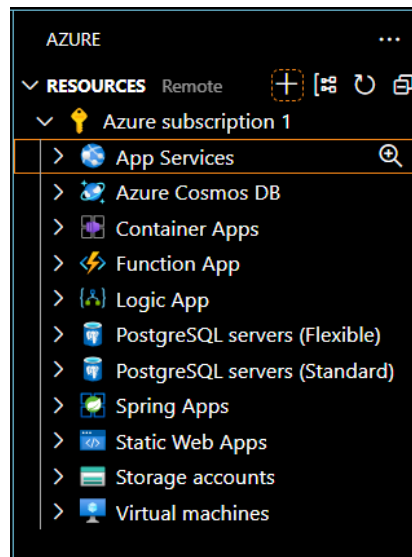 AZURE
RESOURCES Remote
Azure subscription 1
App Services
Azure Cosmos DB
Container Apps
Function App
Logic App
PostgreSQL servers (Flexible)
PostgreSQL servers (Standard)
Spring Apps
Static Web Apps
Storage accounts
Virtual machines